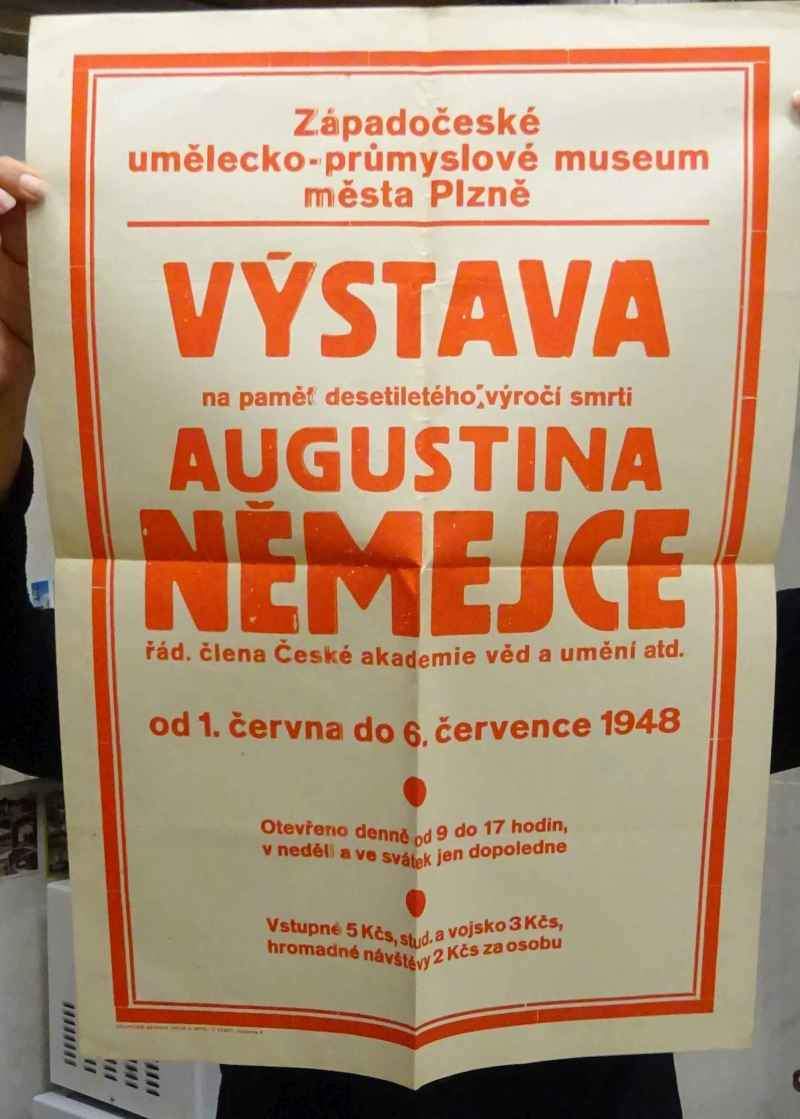 Západočeské
umělecko-průmyslové museum
města Plzně
VÝSTAVA
na paměť desetiletého výročí smrti
AUGUSTINA
NĚMEJCE
řád. člena České akademie věd a umění atd.
od 1. června do 6. července 1948
Otevřeno denně od 9 do 17 hodin,
v neděli a ve svátek jen dopoledne
Vstupné 5 Kčs, stud. a vojsko 3 Kčs,
hromadné návštěvy 2 Kčs za osobu